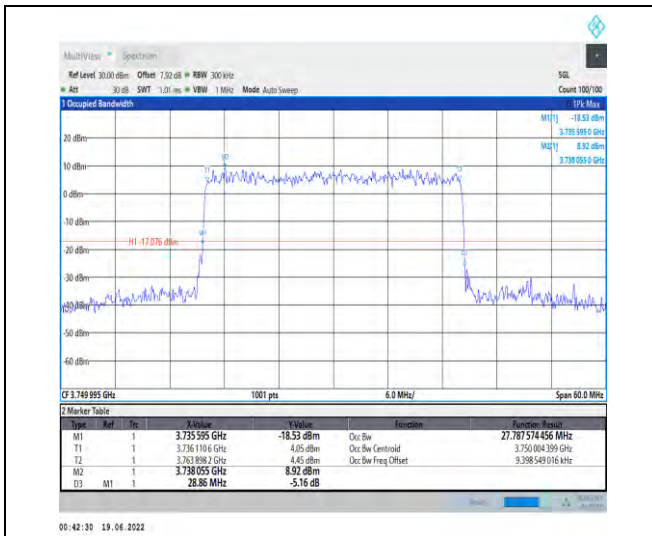 MultiView Spectrum
Ref Level 30.00 dBm Offset 7.92 dB RBW 300 kHz SGL
Att 30 dB SWT 1.01 ms VBW 1 MHz Mode Auto Sweep Count 100/100
1 Occupied Bandwidth 1Pk Max
M1[1] -18.53 dBm
3.735 595 0 GHz
M2[1] 8.92 dBm
3.738 055 0 GHz
20 dBm
M2
T1 T2
10 dBm
0 dBm
-10 dBm
M1
H1 -17.076 dBm
-20 dBm
D3
-30 dBm
-40 dBm
-50 dBm
-60 dBm
CF 3.749 995 GHz 1001 pts 6.0 MHz/ Span 60.0 MHz
2 Marker Table
Type Ref Trc X-Value Y-Value Function Function Result
M1 1 3.735 595 GHz -18.53 dBm Occ Bw 27.787 574 456 MHz
T1 1 3.736 110 6 GHz 4.05 dBm Occ Bw Centroid 3.750 004 399 GHz
T2 1 3.763 898 2 GHz 4.45 dBm Occ Bw Freq Offset 9.398 549 016 kHz
M2 1 3.738 055 GHz 8.92 dBm
D3 M1 1 28.86 MHz -5.16 dB
00:42:30 19.06.2022